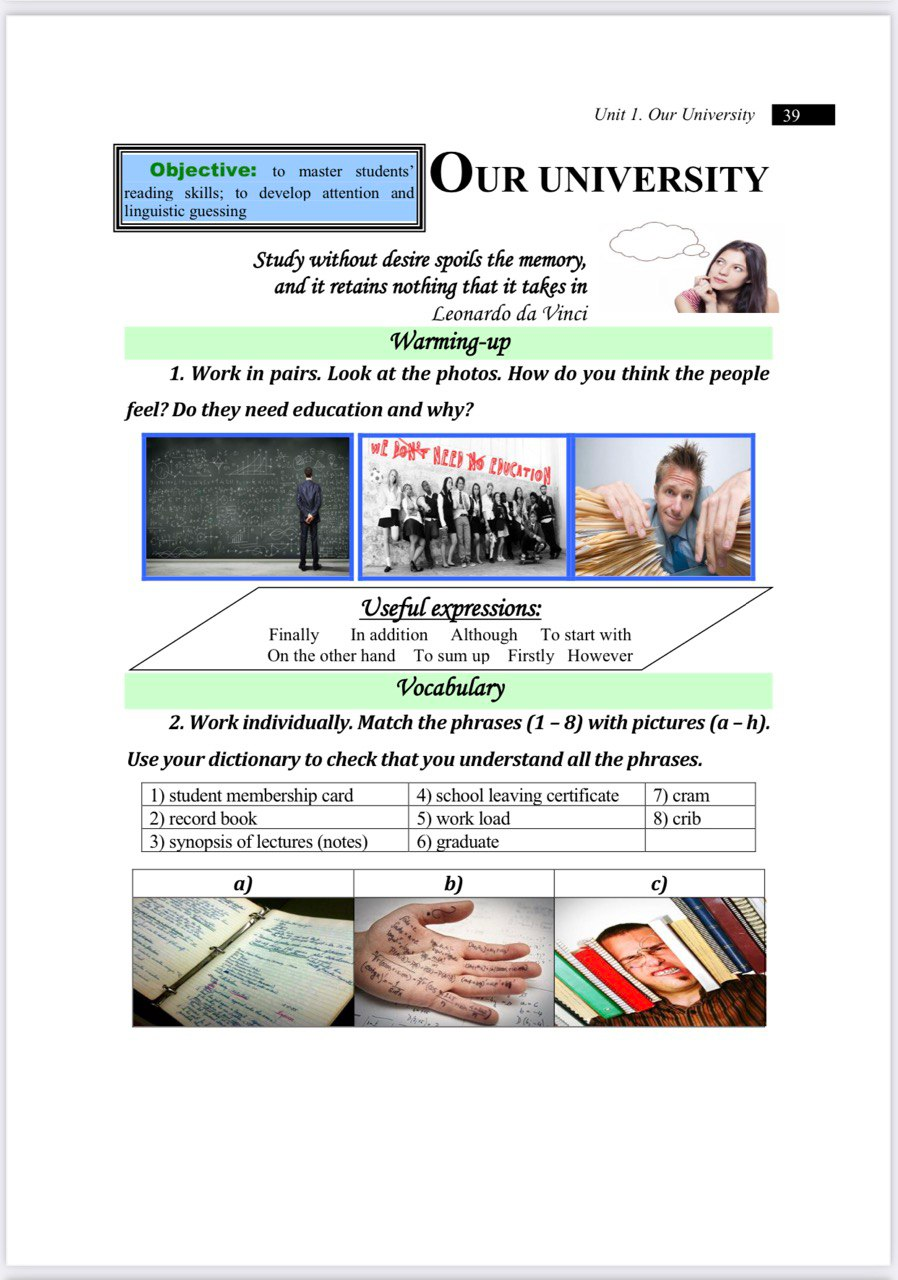 Unit 1. Our University 39
Objective: to master students’
reading skills; to develop attention and
linguistic guessing
OUR UNIVERSITY
Study without desire spoils the memory,
and it retains nothing that it takes in
Leonardo da Vinci
Warming-up
1. Work in pairs. Look at the photos. How do you think the people
feel? Do they need education and why?
WE DON'T NEED NO EDUCATION
Useful expressions:
Finally In addition Although To start with
On the other hand To sum up Firstly However
Vocabulary
2. Work individually. Match the phrases (1 – 8) with pictures (a – h).
Use your dictionary to check that you understand all the phrases.
1) student membership card 4) school leaving certificate 7) cram
2) record book 5) work load 8) crib
3) synopsis of lectures (notes) 6) graduate
a) b) c)